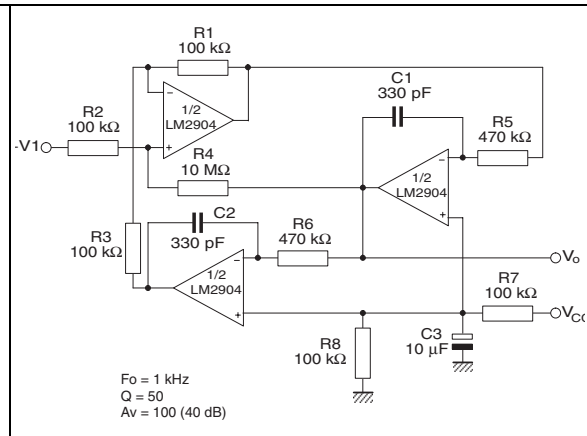 R1
100 kΩ
C1
330 pF
R2
100 kΩ
-
1/2
LM2904
+
R5
470 kΩ
-V1
R4
10 MΩ
-
1/2
LM2904
+
C2
330 pF
R3
100 kΩ
R6
470 kΩ
-
1/2
LM2904
+
Vo
R7
100 kΩ
VCC
R8
100 kΩ
C3
10 µF
Fo = 1 kHz
Q = 50
Av = 100 (40 dB)